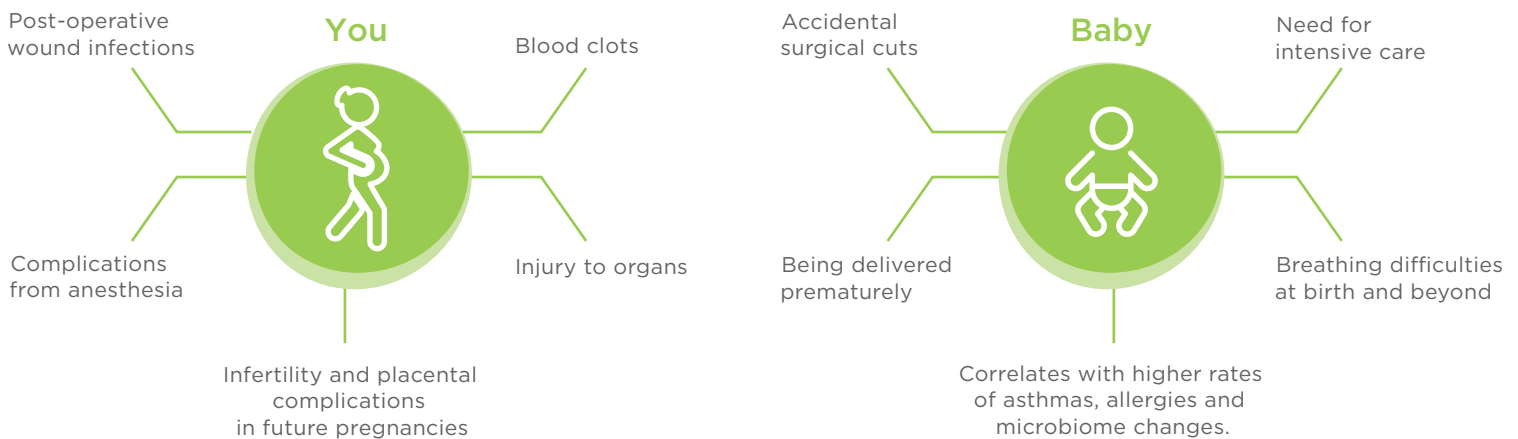 You
Post-operative
wound infections
Blood clots
Complications
from anesthesia
Injury to organs
Infertility and placental
complications
in future pregnancies
Baby
Accidental
surgical cuts
Need for
intensive care
Being delivered
prematurely
Breathing difficulties
at birth and beyond
Correlates with higher rates
of asthmas, allergies and
microbiome changes.